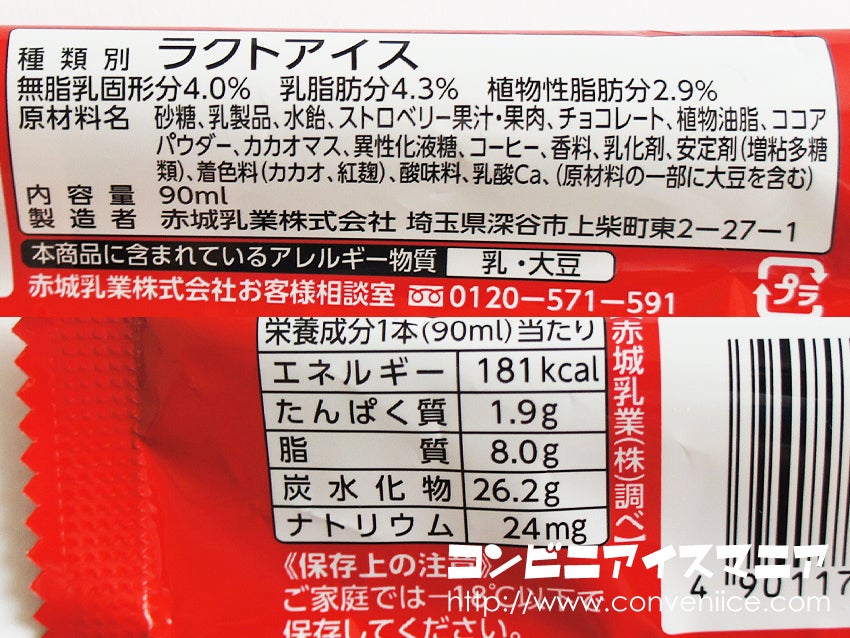 種類別 ラクトアイス
無脂乳固形分4.0% 乳脂肪分4.3% 植物性脂肪分2.9%
原材料名 砂糖、乳製品、水飴、ストロベリー果汁・果肉、チョコレート、植物油脂、ココア
パウダー、カカオマス、異性化液糖、コーヒー、香料、乳化剤、安定剤(増粘多糖
類)、着色料(カカオ、紅麹)、酸味料、乳酸Ca、(原材料の一部に大豆を含む)
内容量 90ml
製造者 赤城乳業株式会社 埼玉県深谷市上柴町東2-27-1
本商品に含まれているアレルギー物質 乳・大豆
赤城乳業株式会社お客様相談室 0120-571-591
プラ
栄養成分1本(90ml)当たり
エネルギー 181kcal
たんぱく質 1.9g
脂質 8.0g
炭水化物 26.2g
ナトリウム 24mg
赤城乳業(株)調べ
《保存上の注意》
ご家庭では-18℃以下で
保存してください。
4 90117
コンビニアイスマニア
http://www.conveniice.com/